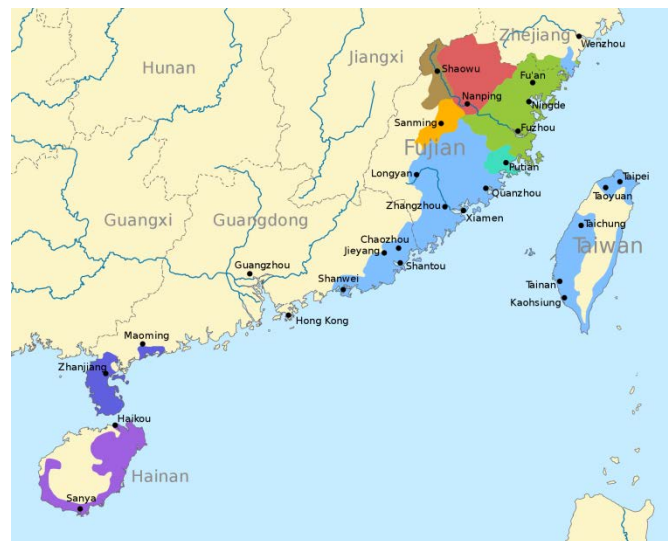 Zhejiang
Wenzhou
Jiangxi
Hunan
Shaowu
Fu'an
Nanping
Ningde
Sanming
Fuzhou
Fujian
Putian
Longyan
Taipei
Quanzhou
Taoyuan
Zhangzhou
Xiamen
Guangxi
Guangdong
Taichung
Chaozhou
Taiwan
Jieyang
Guangzhou
Shantou
Shanwei
Tainan
Kaohsiung
Hong Kong
Maoming
Zhanjiang
Haikou
Hainan
Sanya